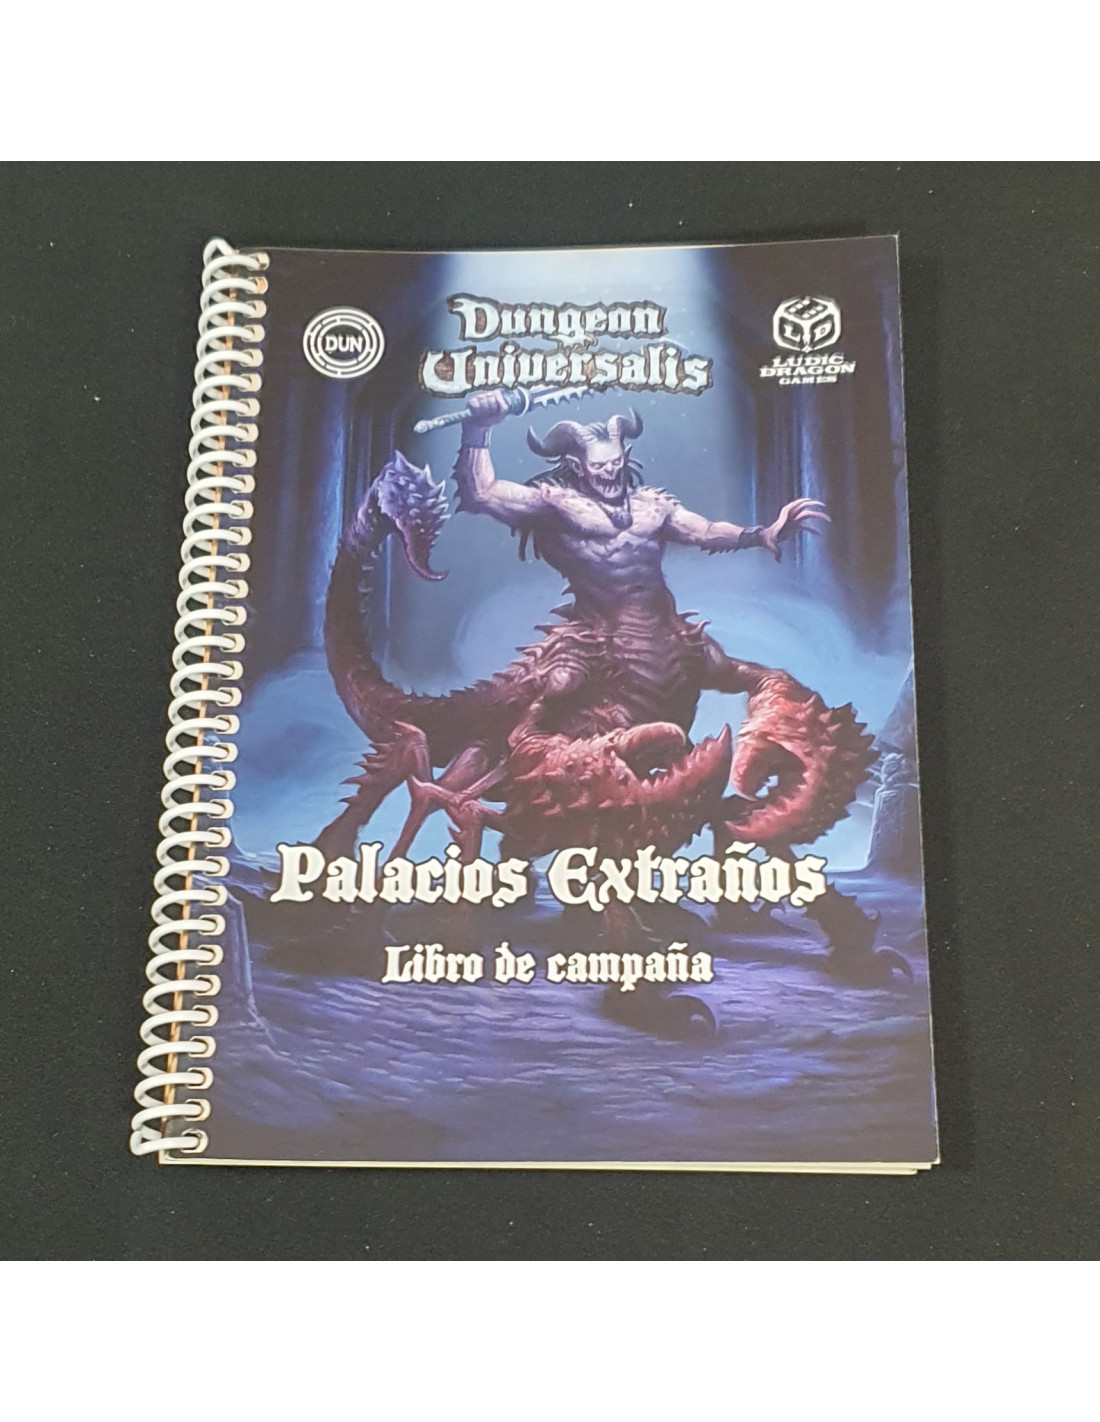 Dungeon
Universalis
DUN
L D
LUDIC
DRAGON
GAMES
Palacios Extraños
Libro de campaña